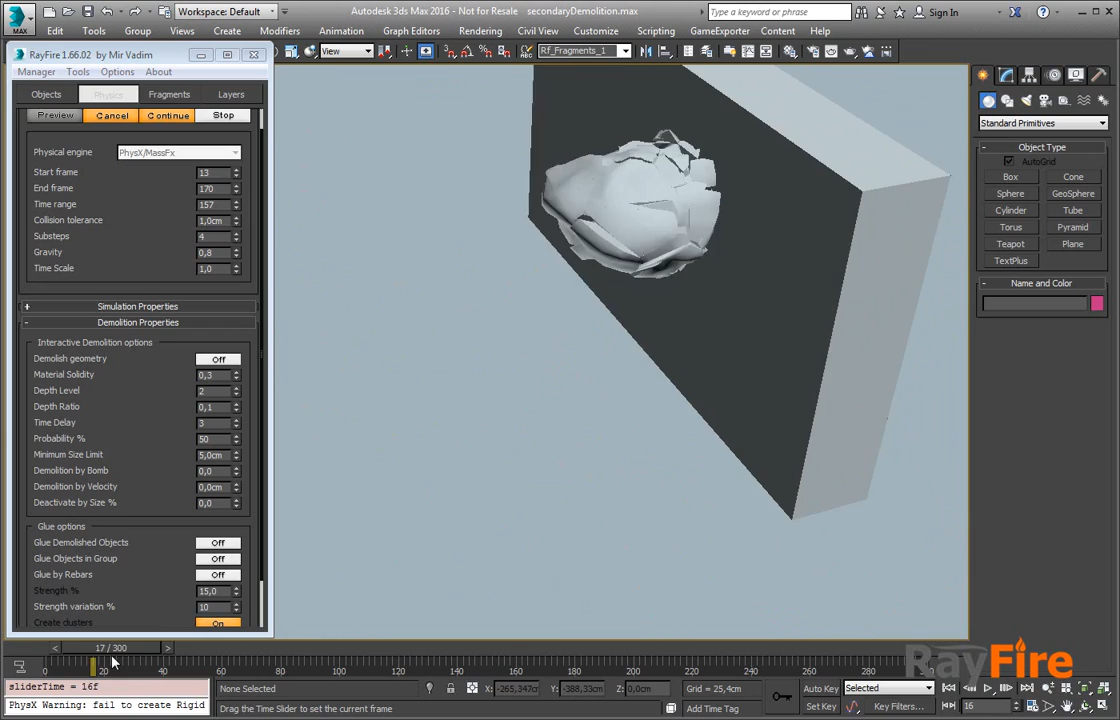 Workspace: Default
Autodesk 3ds Max 2016 - Not for Resale secondaryDemolition.max
Type a keyword or phrase
Sign In
MAX
Edit Tools Group Views Create Modifiers Animation Graph Editors Rendering Civil View Customize Scripting GameExporter Content Help
View
Rf_Fragments_1
RayFire 1.66.02 by Mir Vadim
Manager Tools Options About
Objects Physics Fragments Layers
Preview Cancel Continue Stop
Physical engine PhysX/MassFx
Start frame 13
End frame 170
Time range 157
Collision tolerance 1,0cm
Substeps 4
Gravity 0,8
Time Scale 1,0
+ Simulation Properties
- Demolition Properties
Interactive Demolition options
Demolish geometry Off
Material Solidity 0,3
Depth Level 2
Depth Ratio 0,1
Time Delay 3
Probability % 50
Minimum Size Limit 5,0cm
Demolition by Bomb 0,0
Demolition by Velocity 0,0cm
Deactivate by Size % 0,0
Glue options
Glue Demolished Objects Off
Glue Objects in Group Off
Glue by Rebars Off
Strength % 15,0
Strength variation % 10
Create clusters On
Standard Primitives
- Object Type
AutoGrid
Box Cone
Sphere GeoSphere
Cylinder Tube
Torus Pyramid
Teapot Plane
TextPlus
- Name and Color
< 17 / 300 >
20 40 60 80 100 120 140 160 180 200 220 240 260 280
RayFire
sliderTime = 16f
PhysX Warning: fail to create Rigid
None Selected
X: -265,347cm Y: -388,33cm Z: 0,0cm
Grid = 25,4cm
Drag the Time Slider to set the current frame
Add Time Tag
Auto Key Selected
Set Key Key Filters...
16